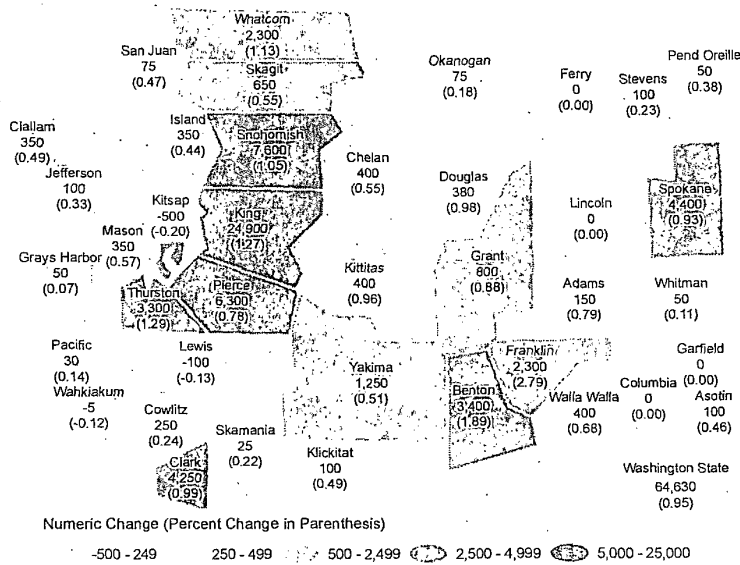 Whatcom
2,300
(1.13)
San Juan
75
(0.47)
Skagit
650
(0.55)
Okanogan
75
(0.18)
Ferry
0
(0.00)
Stevens
100
(0.23)
Pend Oreille
50
(0.38)
Clallam
350
(0.49)
Jefferson
100
(0.33)
Island
350
(0.44)
Snohomish
7,600
(1.05)
Chelan
400
(0.55)
Douglas
380
(0.98)
Lincoln
0
(0.00)
Spokane
4,400
(0.93)
Kitsap
-500
(-0.20)
King
24,900
(1.27)
Mason
350
(0.57)
Grays Harbor
50
(0.07)
Kittitas
400
(0.96)
Grant
800
(0.88)
Adams
150
(0.79)
Whitman
50
(0.11)
Thurston
3,300
(1.29)
Pierce
6,300
(0.78)
Pacific
30
(0.14)
Lewis
-100
(-0.13)
Wahkiakum
-5
(-0.12)
Yakima
1,250
(0.51)
Franklin
2,300
(2.79)
Benton
3,400
(1.89)
Walla Walla
400
(0.68)
Columbia
0
(0.00)
Garfield
0
(0.00)
Asotin
100
(0.46)
Cowlitz
250
(0.24)
Skamania
25
(0.22)
Clark
4,250
(0.99)
Klickitat
100
(0.49)
Washington State
64,630
(0.95)
Numeric Change (Percent Change in Parenthesis)
-500 - 249 250 - 499 500 - 2,499 2,500 - 4,999 5,000 - 25,000